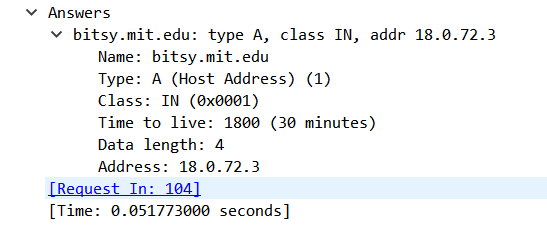 Answers
bitsy.mit.edu: type A, class IN, addr 18.0.72.3
Name: bitsy.mit.edu
Type: A (Host Address) (1)
Class: IN (0x0001)
Time to live: 1800 (30 minutes)
Data length: 4
Address: 18.0.72.3
[Request In: 104]
[Time: 0.051773000 seconds]